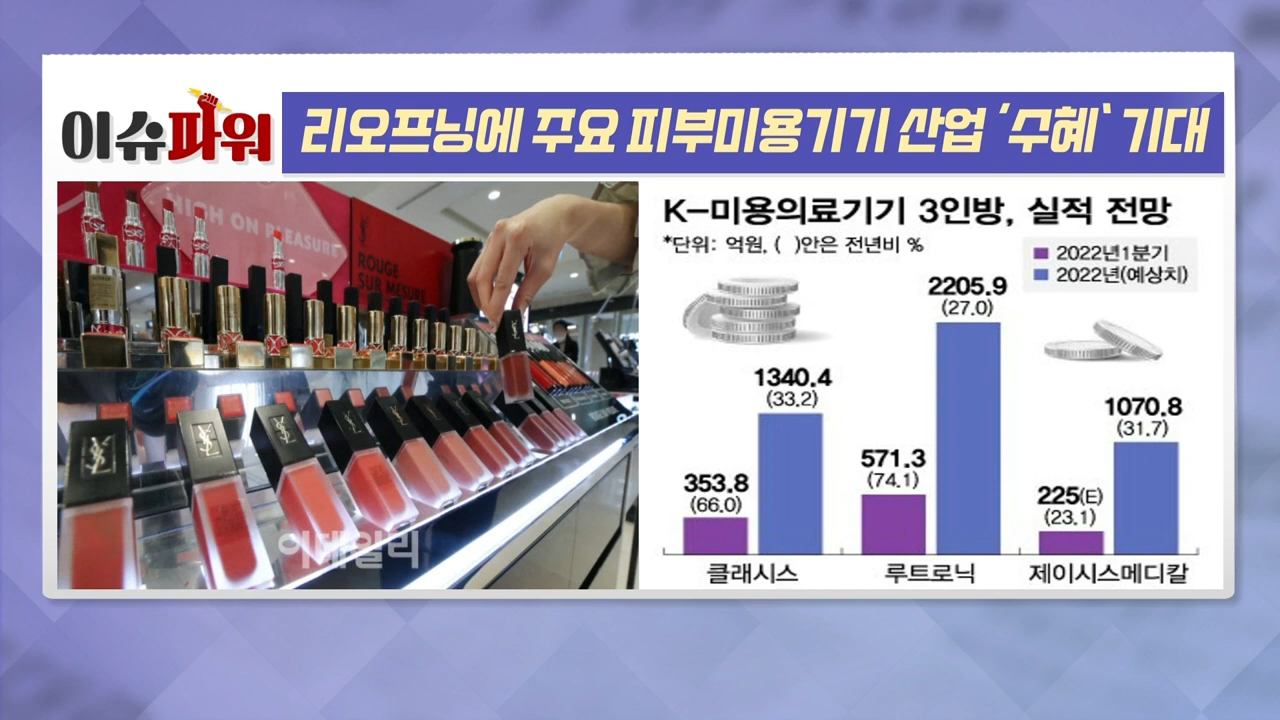 이슈파워
리오프닝에 주요 피부미용기기 산업 '수혜' 기대
HIGH ON PLEASURE
ROUGE
SUR MESURE
YSL
이데일리
K-미용의료기기 3인방, 실적 전망
*단위: 억원, ( )안은 전년비 %
2022년1분기
2022년(예상치)
353.8
(66.0)
1340.4
(33.2)
571.3
(74.1)
2205.9
(27.0)
225(E)
(23.1)
1070.8
(31.7)
클래시스
루트로닉
제이시스메디칼